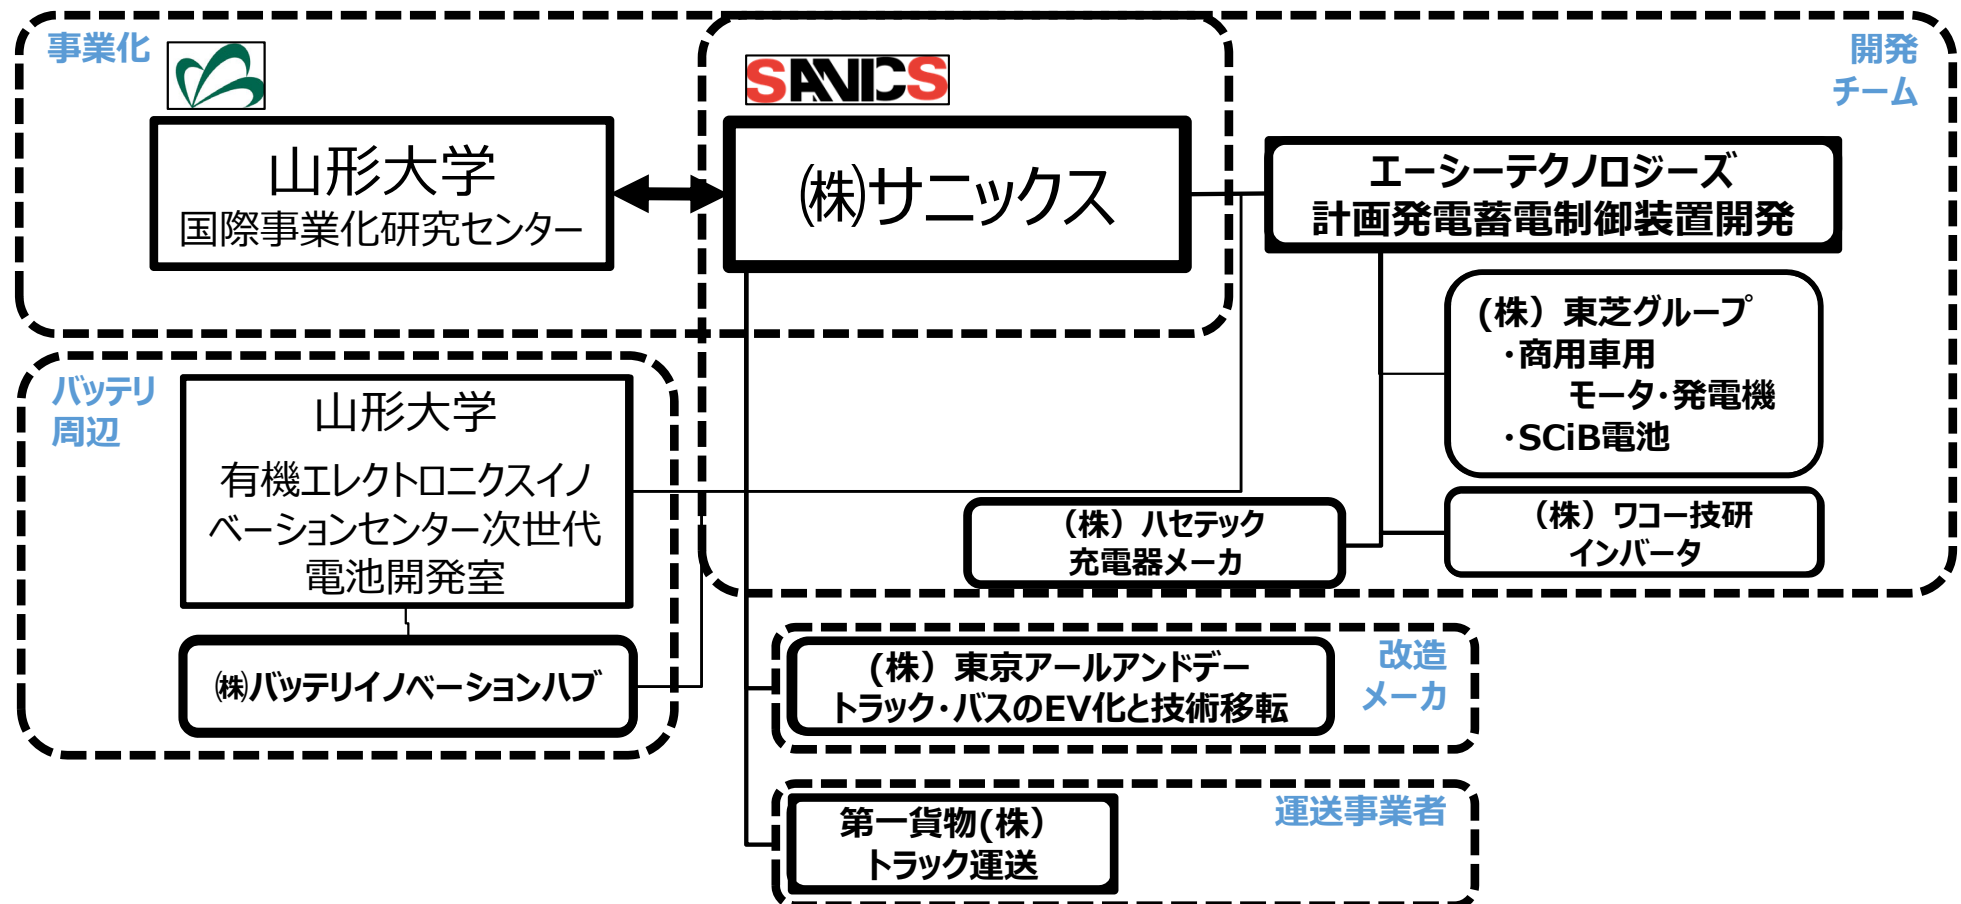 事業化
山形大学
国際事業化研究センター
SANICS
㈱サニックス
開発
チーム
エーシーテクノロジーズ
計画発電蓄電制御装置開発
(株）東芝グループ
・商用車用
モータ・発電機
・SCiB電池
（株）ハセテック
充電器メーカ
（株）ワコー技研
インバータ
バッテリ
周辺
山形大学
有機エレクトロニクスイノ
ベーションセンター次世代
電池開発室
㈱バッテリイノベーションハブ
(株）東京アールアンドデー
トラック・バスのEV化と技術移転
改造
メーカ
第一貨物(株）
トラック運送
運送事業者